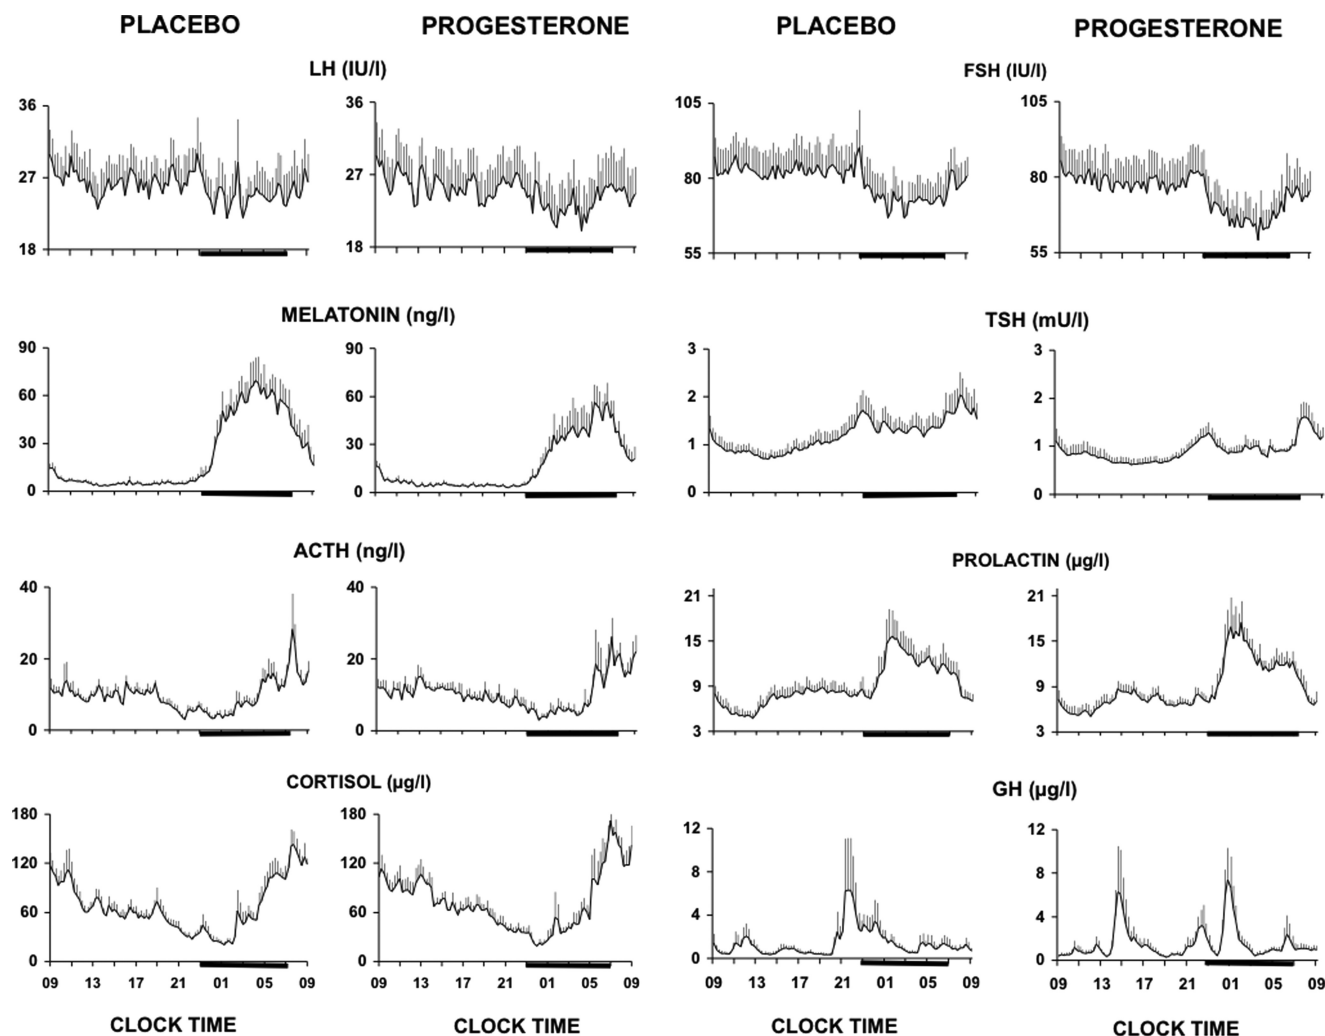 PLACEBO PROGESTERONE PLACEBO PROGESTERONE
LH (IU/l) FSH (IU/l)
36 36 105 105
27 27 80 80
18 18 55 55
MELATONIN (ng/l) TSH (mU/l)
90 90 3 3
60 60 2 2
30 30 1 1
0 0 0 0
ACTH (ng/l) PROLACTIN (µg/l)
40 40 21 21
20 20 15 15
9 9
0 0 3 3
CORTISOL (µg/l) GH (µg/l)
180 180 12 12
120 120 8 8
60 60 4 4
0 0 0 0
09 13 17 21 01 05 09 09 13 17 21 01 05 09 09 13 17 21 01 05 09 09 13 17 21 01 05 09
CLOCK TIME CLOCK TIME CLOCK TIME CLOCK TIME